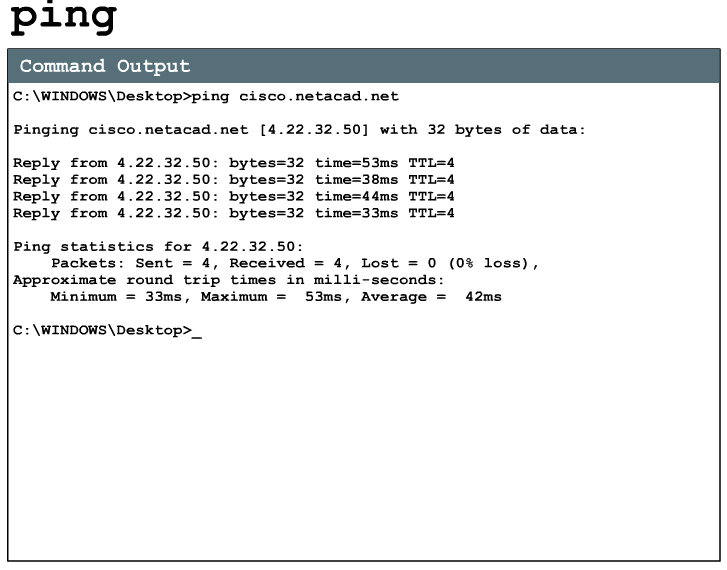 ping
Command Output
C:\WINDOWS\Desktop>ping cisco.netacad.net
Pinging cisco.netacad.net [4.22.32.50] with 32 bytes of data:
Reply from 4.22.32.50: bytes=32 time=53ms TTL=4
Reply from 4.22.32.50: bytes=32 time=38ms TTL=4
Reply from 4.22.32.50: bytes=32 time=44ms TTL=4
Reply from 4.22.32.50: bytes=32 time=33ms TTL=4
Ping statistics for 4.22.32.50:
Packets: Sent = 4, Received = 4, Lost = 0 (0% loss),
Approximate round trip times in milli-seconds:
Minimum = 33ms, Maximum =  53ms, Average =  42ms
C:\WINDOWS\Desktop>_